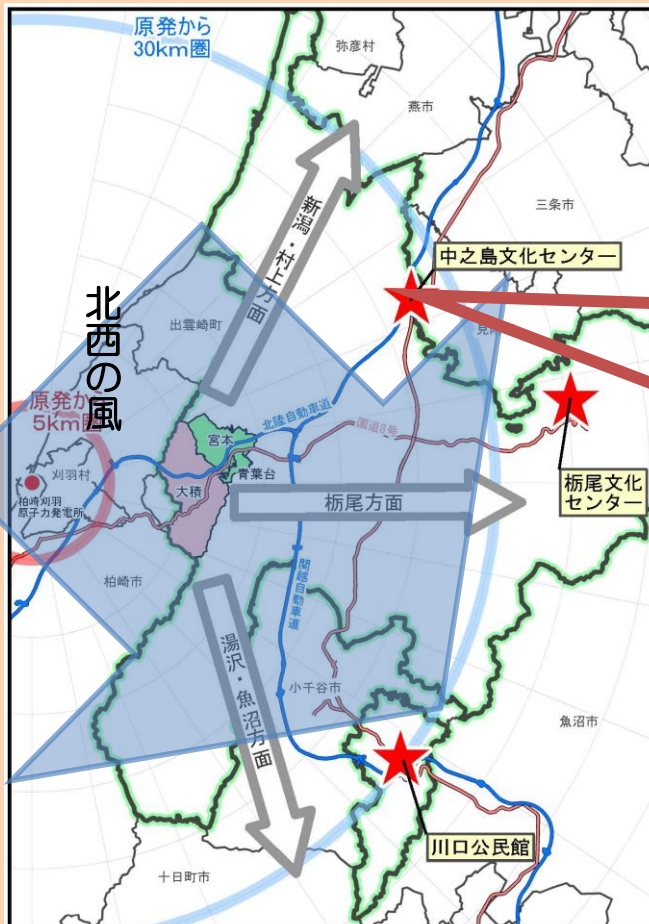 原発から
30km圏
弥彦村
燕市
三条市
新潟・村上方面
中之島文化センター
北西の風
出雲崎町
見
原発か
5km圏
刈羽村
柏崎刈羽
原子力発電所
宮本
北陸自動車道
国道8号
大積
青葉台
栃尾方面
栃尾文化
センター
柏崎市
関越自動車道
湯沢・魚沼方面
小千谷市
魚沼市
川口公民館
十日町市